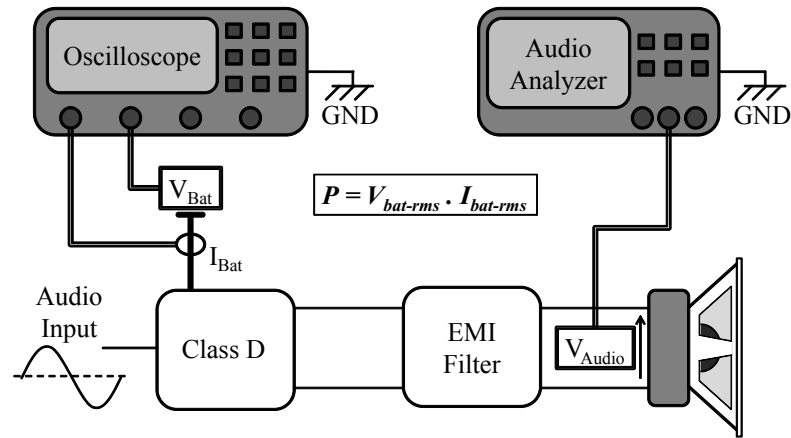 Oscilloscope
Audio
Analyzer
GND
GND
V_Bat
P = V_bat-rms . I_bat-rms
I_Bat
Audio
Input
Class D
EMI
Filter
V_Audio